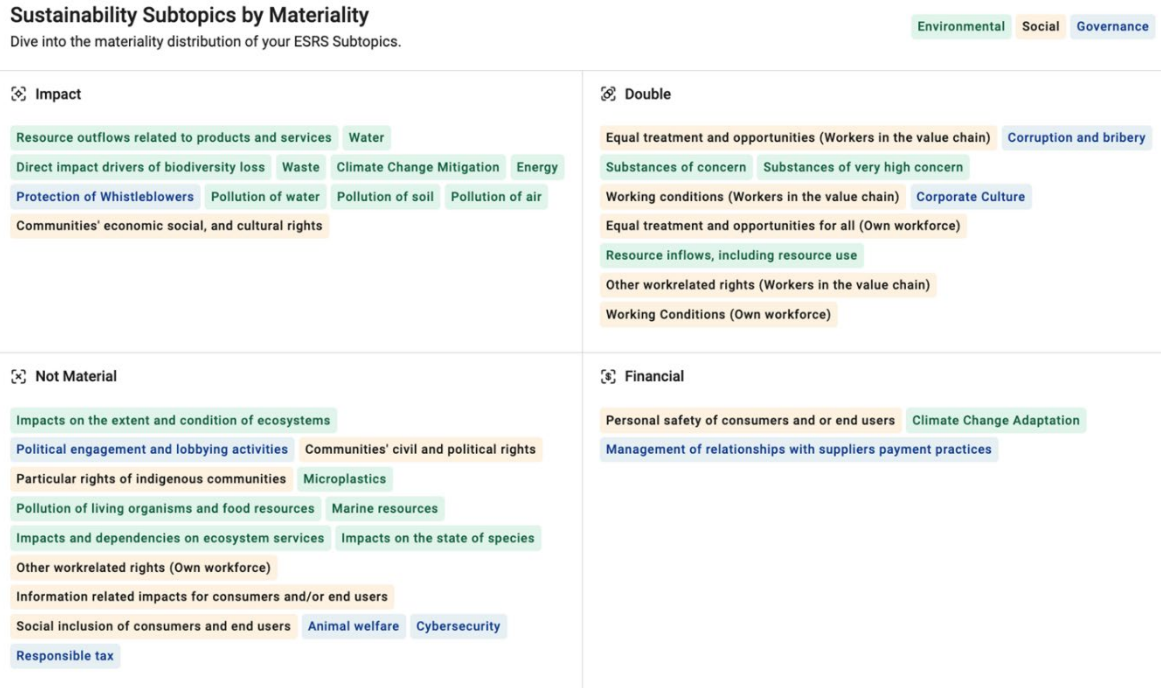 Sustainability Subtopics by Materiality
Dive into the materiality distribution of your ESRS Subtopics.
Environmental Social Governance
Impact
Resource outflows related to products and services Water
Direct impact drivers of biodiversity loss Waste Climate Change Mitigation Energy
Protection of Whistleblowers Pollution of water Pollution of soil Pollution of air
Communities' economic social, and cultural rights
Double
Equal treatment and opportunities (Workers in the value chain) Corruption and bribery
Substances of concern Substances of very high concern
Working conditions (Workers in the value chain) Corporate Culture
Equal treatment and opportunities for all (Own workforce)
Resource inflows, including resource use
Other workrelated rights (Workers in the value chain)
Working Conditions (Own workforce)
Not Material
Impacts on the extent and condition of ecosystems
Political engagement and lobbying activities Communities' civil and political rights
Particular rights of indigenous communities Microplastics
Pollution of living organisms and food resources Marine resources
Impacts and dependencies on ecosystem services Impacts on the state of species
Other workrelated rights (Own workforce)
Information related impacts for consumers and/or end users
Social inclusion of consumers and end users Animal welfare Cybersecurity
Responsible tax
Financial
Personal safety of consumers and or end users Climate Change Adaptation
Management of relationships with suppliers payment practices